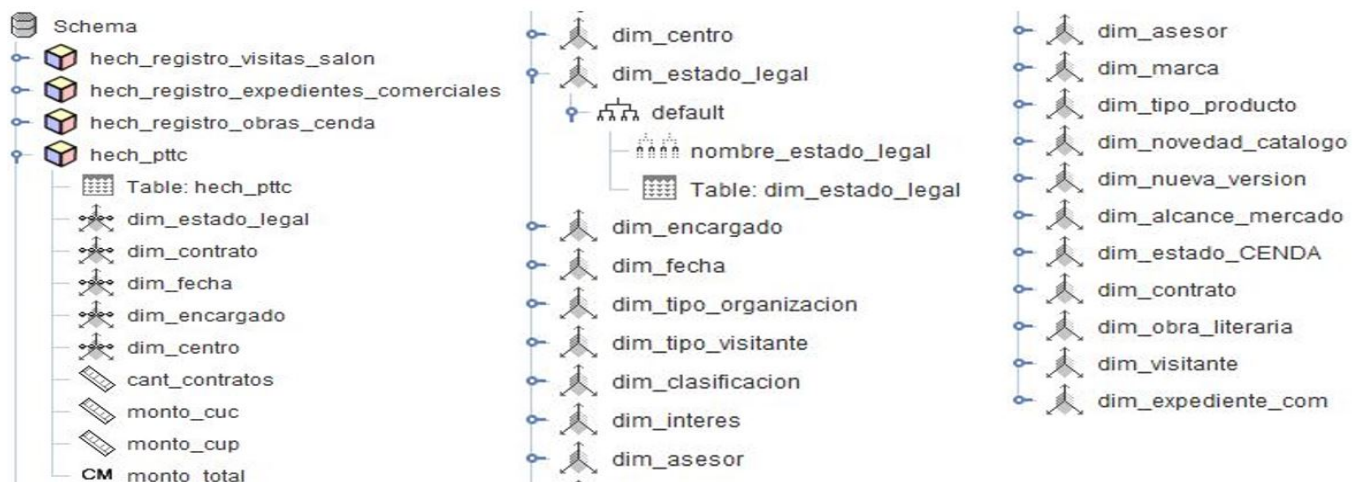 Schema
hech_registro_visitas_salon
hech_registro_expedientes_comerciales
hech_registro_obras_cenda
hech_pttc
Table: hech_pttc
dim_estado_legal
dim_contrato
dim_fecha
dim_encargado
dim_centro
cant_contratos
monto_cuc
monto_cup
CM monto_total
dim_centro
dim_estado_legal
default
nombre_estado_legal
Table: dim_estado_legal
dim_encargado
dim_fecha
dim_tipo_organizacion
dim_tipo_visitante
dim_clasificacion
dim_interes
dim_asesor
dim_asesor
dim_marca
dim_tipo_producto
dim_novedad_catalogo
dim_nueva_version
dim_alcance_mercado
dim_estado_CENDA
dim_contrato
dim_obra_literaria
dim_visitante
dim_expediente_com